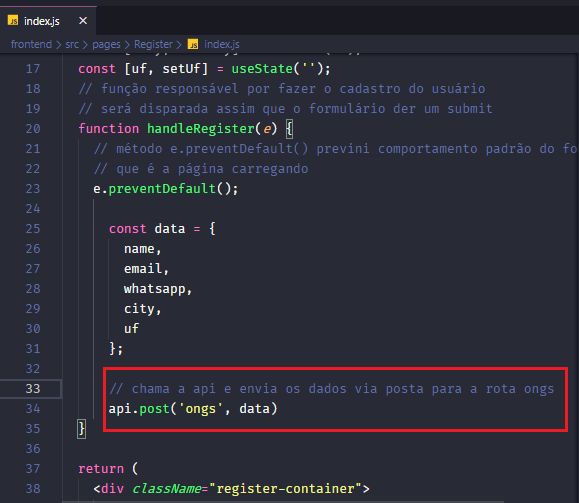 JS index.js ×
frontend > src > pages > Register > JS index.js
17 const [uf, setUf] = useState('');
18 // função responsável por fazer o cadastro do usuário
19 // será disparada assim que o formulário der um submit
20 function handleRegister(e) {
21 // método e.preventDefault() previni comportamento padrão do fo
22 // que é a página carregando
23 e.preventDefault();
24
25 const data = {
26 name,
27 email,
28 whatsapp,
29 city,
30 uf
31 };
32
33 // chama a api e envia os dados via posta para a rota ongs
34 api.post('ongs', data)
35 }
36
37 return (
38 <div className="register-container">